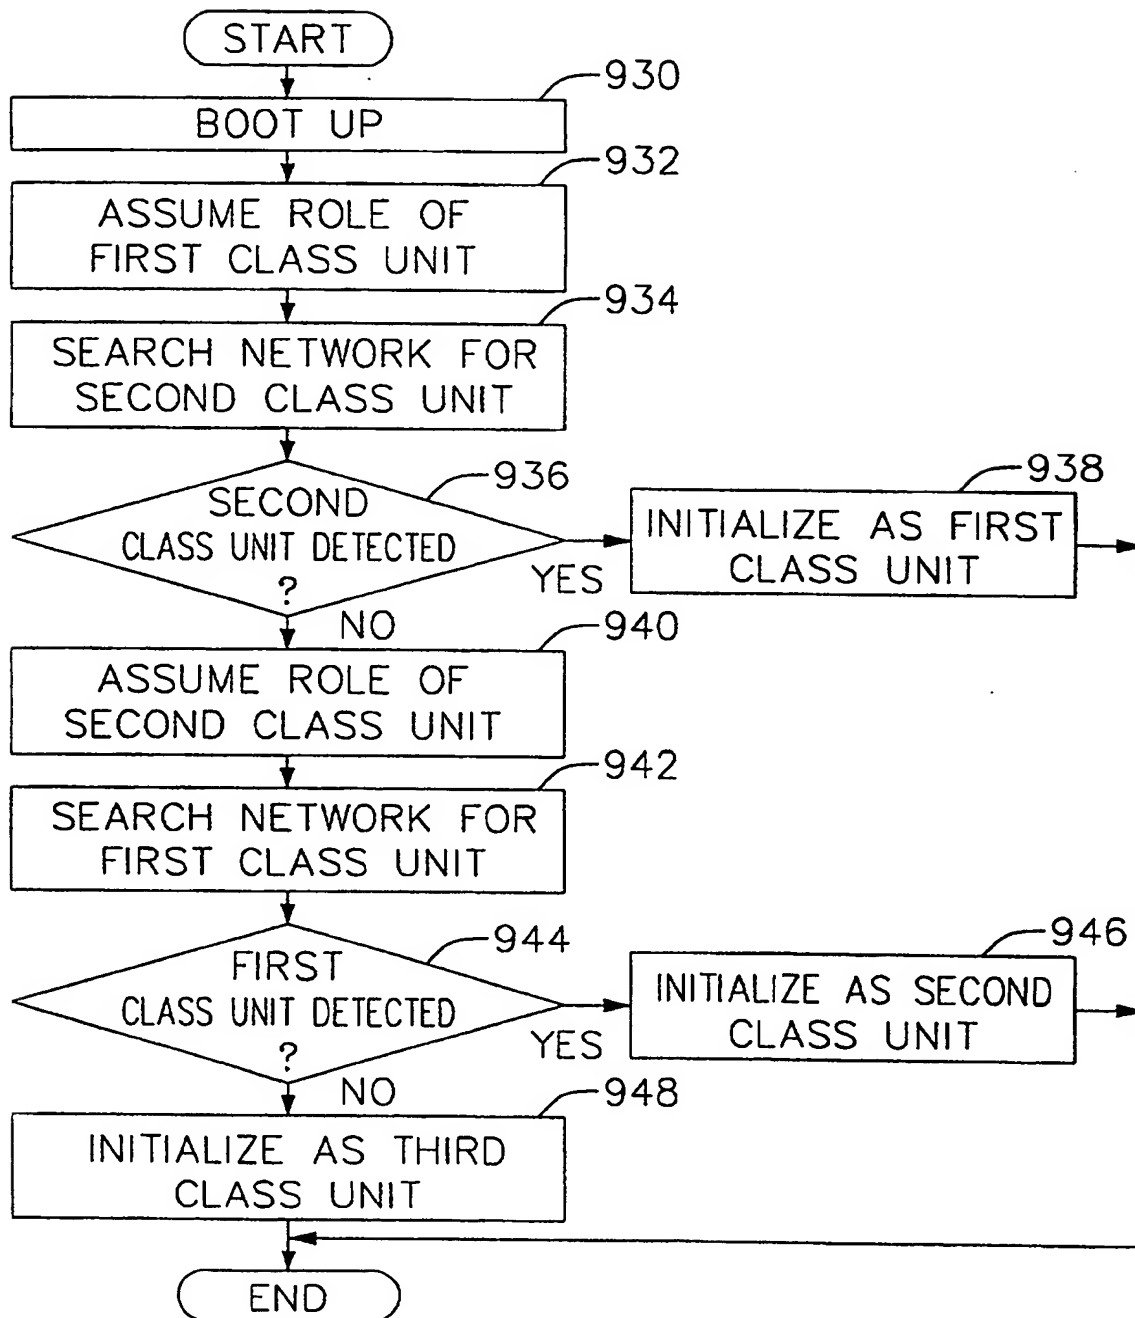 START
930
BOOT UP
932
ASSUME ROLE OF
FIRST CLASS UNIT
934
SEARCH NETWORK FOR
SECOND CLASS UNIT
936
SECOND
CLASS UNIT DETECTED
?
YES
938
INITIALIZE AS FIRST
CLASS UNIT
NO
940
ASSUME ROLE OF
SECOND CLASS UNIT
942
SEARCH NETWORK FOR
FIRST CLASS UNIT
944
FIRST
CLASS UNIT DETECTED
?
YES
946
INITIALIZE AS SECOND
CLASS UNIT
NO
948
INITIALIZE AS THIRD
CLASS UNIT
END